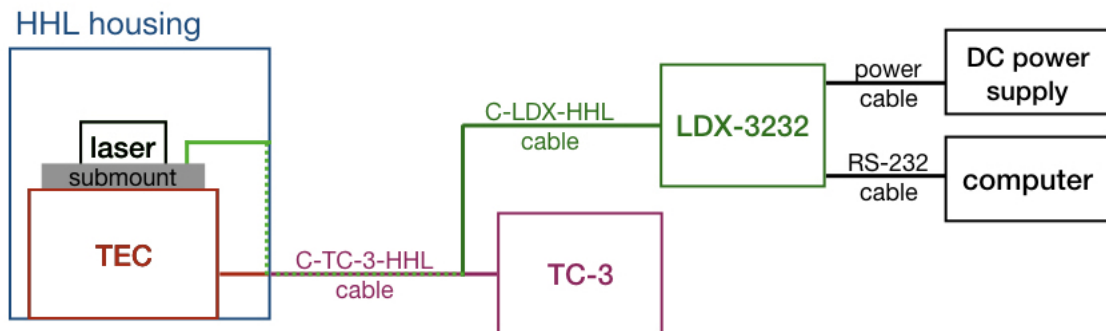 HHL housing
laser
submount
TEC
C-TC-3-HHL
cable
C-LDX-HHL
cable
TC-3
LDX-3232
power
cable
RS-232
cable
DC power
supply
computer